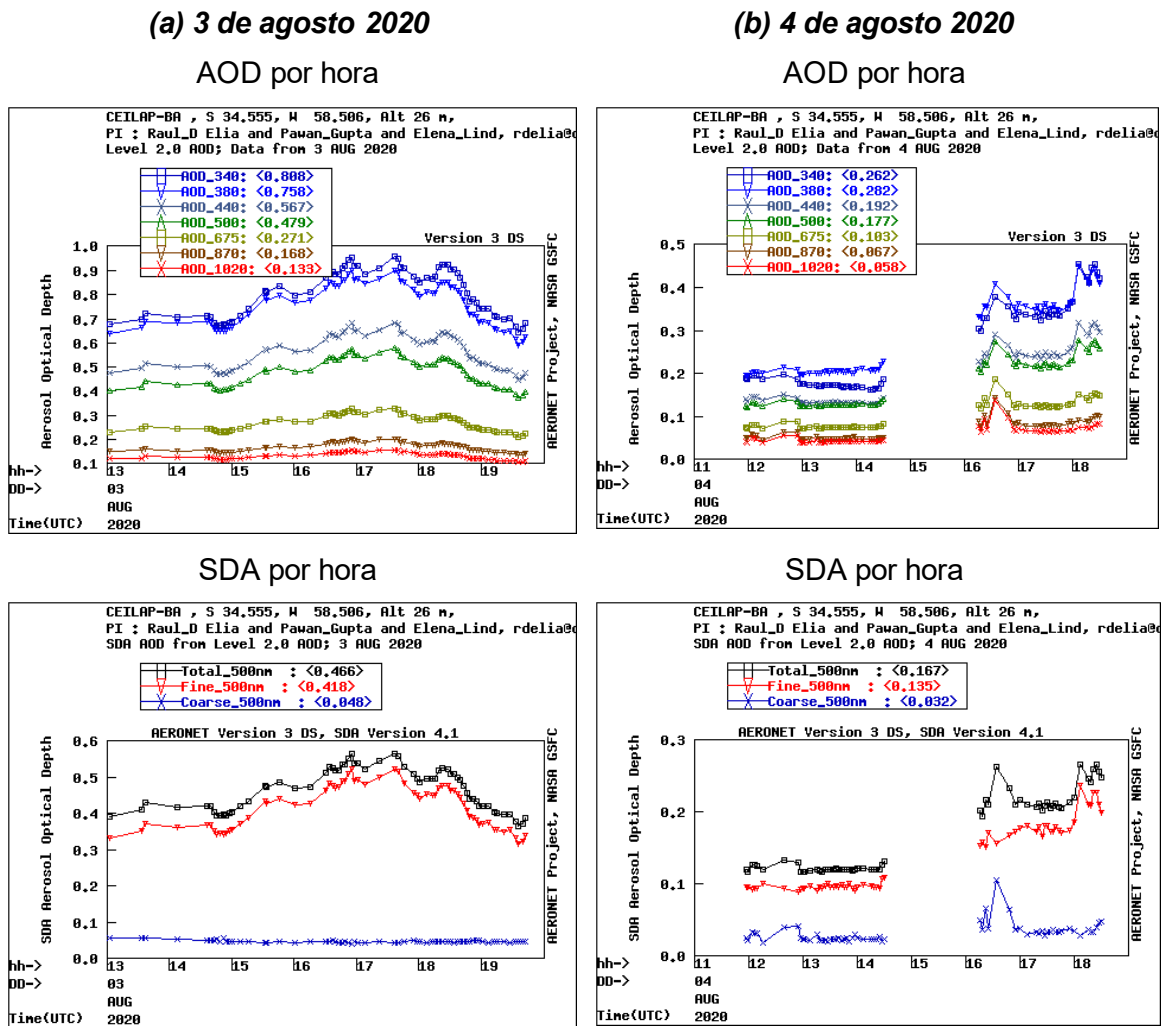 (a) 3 de agosto 2020
AOD por hora
CEILAP-BA , S 34.555, W 58.506, Alt 26 m,
PI : Raul_D Elia and Pawan_Gupta and Elena_Lind, rdelia@c
Level 2.0 AOD; Data from 3 AUG 2020
AOD_340: <0.808>
AOD_380: <0.758>
AOD_440: <0.567>
AOD_500: <0.479>
AOD_675: <0.271>
AOD_870: <0.168>
AOD_1020: <0.133>
Version 3 DS
Aerosol Optical Depth
1.0
0.9
0.8
0.7
0.6
0.5
0.4
0.3
0.2
0.1
AERONET Project, NASA GSFC
hh-> 13 14 15 16 17 18 19
DD-> 03
AUG
Time(UTC) 2020
(b) 4 de agosto 2020
AOD por hora
CEILAP-BA , S 34.555, W 58.506, Alt 26 m,
PI : Raul_D Elia and Pawan_Gupta and Elena_Lind, rdelia@c
Level 2.0 AOD; Data from 4 AUG 2020
AOD_340: <0.262>
AOD_380: <0.282>
AOD_440: <0.192>
AOD_500: <0.177>
AOD_675: <0.103>
AOD_870: <0.067>
AOD_1020: <0.058>
Version 3 DS
Aerosol Optical Depth
0.5
0.4
0.3
0.2
0.1
0.0
AERONET Project, NASA GSFC
hh-> 11 12 13 14 15 16 17 18
DD-> 04
AUG
Time(UTC) 2020
SDA por hora
CEILAP-BA , S 34.555, W 58.506, Alt 26 m,
PI : Raul_D Elia and Pawan_Gupta and Elena_Lind, rdelia@c
SDA AOD from Level 2.0 AOD; 3 AUG 2020
Total_500nm : <0.466>
Fine_500nm : <0.418>
Coarse_500nm : <0.048>
AERONET Version 3 DS, SDA Version 4.1
SDA Aerosol Optical Depth
0.6
0.5
0.4
0.3
0.2
0.1
0.0
AERONET Project, NASA GSFC
hh-> 13 14 15 16 17 18 19
DD-> 03
AUG
Time(UTC) 2020
SDA por hora
CEILAP-BA , S 34.555, W 58.506, Alt 26 m,
PI : Raul_D Elia and Pawan_Gupta and Elena_Lind, rdelia@c
SDA AOD from Level 2.0 AOD; 4 AUG 2020
Total_500nm : <0.167>
Fine_500nm : <0.135>
Coarse_500nm : <0.032>
AERONET Version 3 DS, SDA Version 4.1
SDA Aerosol Optical Depth
0.3
0.2
0.1
0.0
AERONET Project, NASA GSFC
hh-> 11 12 13 14 15 16 17 18
DD-> 04
AUG
Time(UTC) 2020